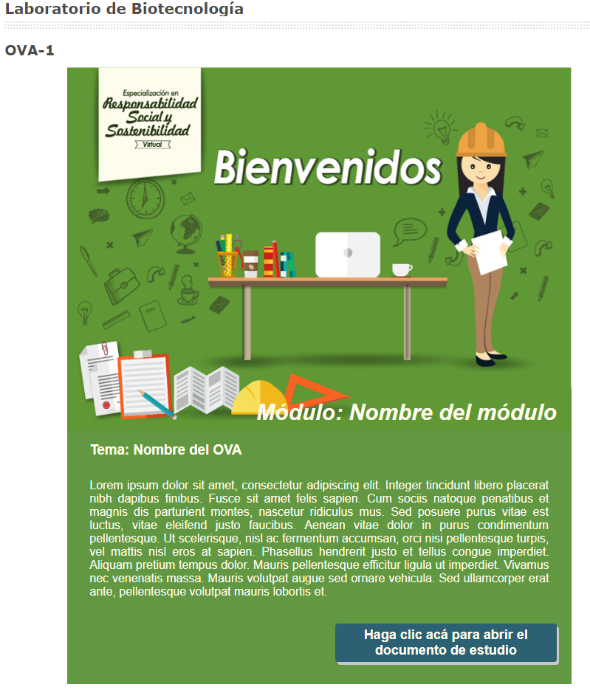 Laboratorio de Biotecnología
OVA-1
Especialización en
Responsabilidad
Social y
Sostenibilidad
Virtual
Bienvenidos
Módulo: Nombre del módulo
Tema: Nombre del OVA
Lorem ipsum dolor sit amet, consectetur adipiscing elit. Integer tincidunt libero placerat
nibh dapibus finibus. Fusce sit amet felis sapien. Cum sociis natoque penatibus et
magnis dis parturient montes, nascetur ridiculus mus. Sed posuere purus vitae est
luctus, vitae eleifend justo faucibus. Aenean vitae dolor in purus condimentum
pellentesque. Ut scelerisque, nisl ac fermentum accumsan, orci nisi pellentesque turpis,
vel mattis nisl eros at sapien. Phasellus hendrerit justo et tellus congue imperdiet.
Aliquam pretium tempus dolor. Mauris pellentesque efficitur ligula ut imperdiet. Vivamus
nec venenatis massa. Mauris volutpat augue sed ornare vehicula. Sed ullamcorper erat
ante, pellentesque volutpat mauris lobortis et.
Haga clic acá para abrir el
documento de estudio